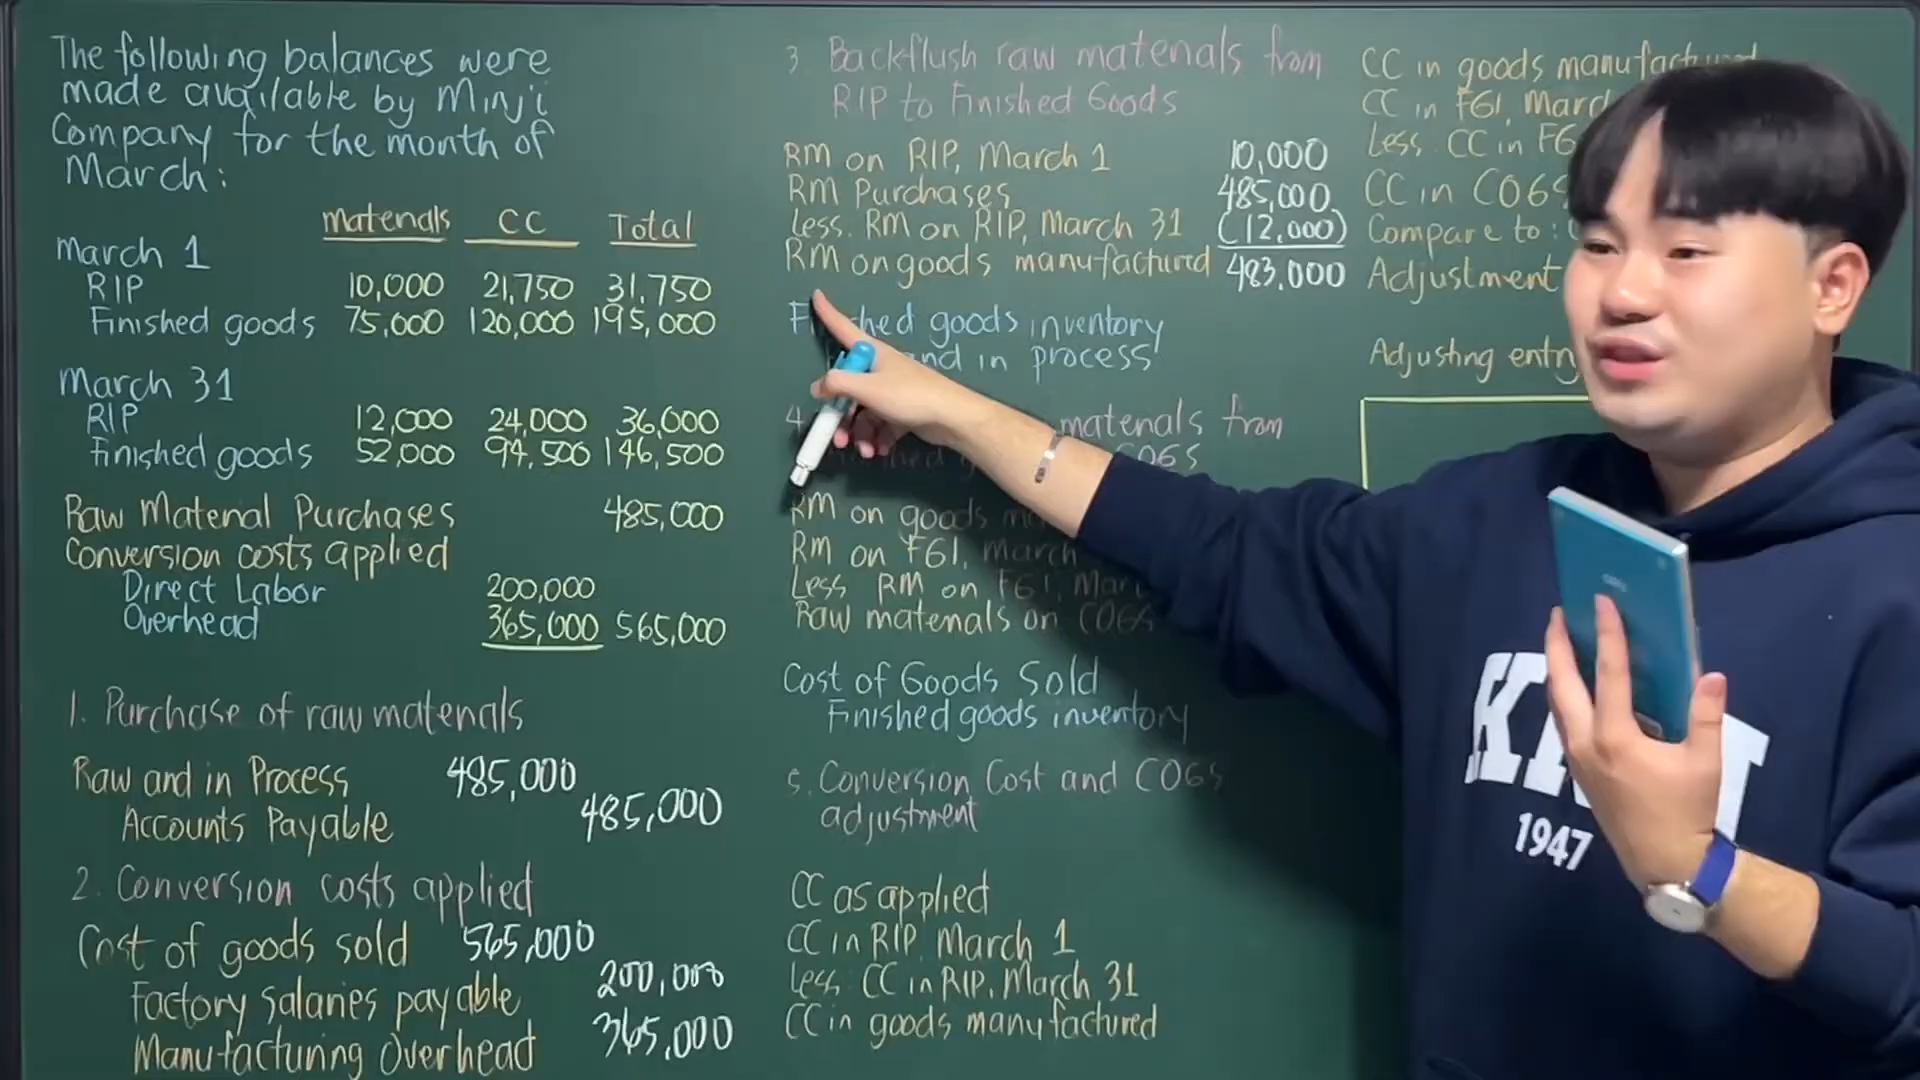 The following balances were
made available by Minji
Company for the month of
March:
Materials CC Total
March 1
RIP 10,000 21,750 31,750
Finished goods 75,000 120,000 195,000
March 31
RIP 12,000 24,000 36,000
Finished goods 52,000 94,500 146,500
Raw Material Purchases 485,000
Conversion costs applied
Direct Labor 200,000
Overhead 365,000 565,000
1. Purchase of raw materials
Raw and in Process 485,000
Accounts Payable 485,000
2. Conversion costs applied
Cost of goods sold 565,000
Factory salaries payable 200,000
Manufacturing Overhead 365,000
3. Backflush raw materials from
RIP to Finished Goods
RM on RIP, March 1 10,000
RM Purchases 485,000
Less: RM on RIP, March 31 (12,000)
RM on goods manufactured 483,000
goods inventory
and in process
4 materials from
COGS
RM on goods
RM on FGI, March
Less RM on FGI,
Raw materials on COGS
Cost of Goods Sold
Finished goods inventory
5. Conversion Cost and COGS
adjustment
CC as applied
CC in RIP, March 1
Less: CC in RIP, March 31
CC in goods manufactured
CC in goods manufactured
CC in FGI, Marc
Less: CC in FG
CC in COGS
Compare to:
Adjustment
Adjusting entry
1947